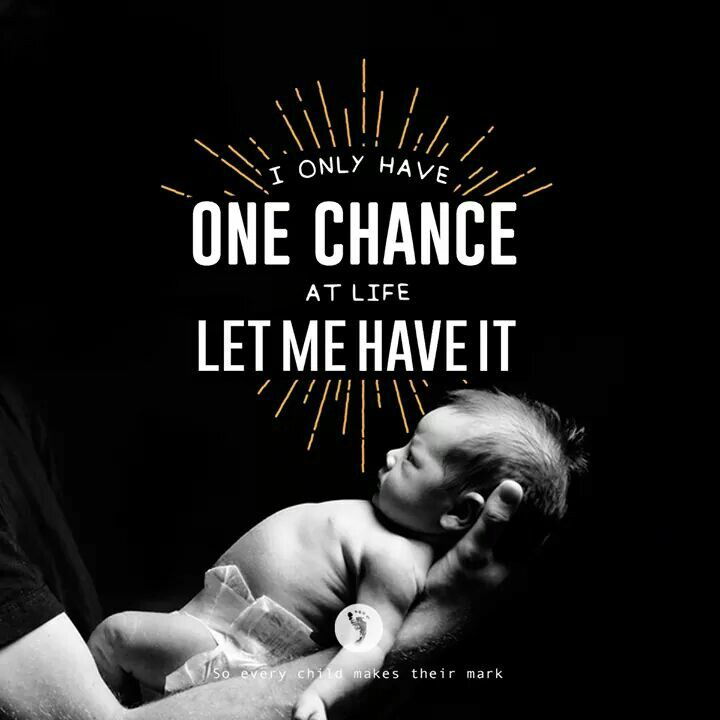 I ONLY HAVE
ONE CHANCE
AT LIFE
LET ME HAVE IT
So every child makes their mark